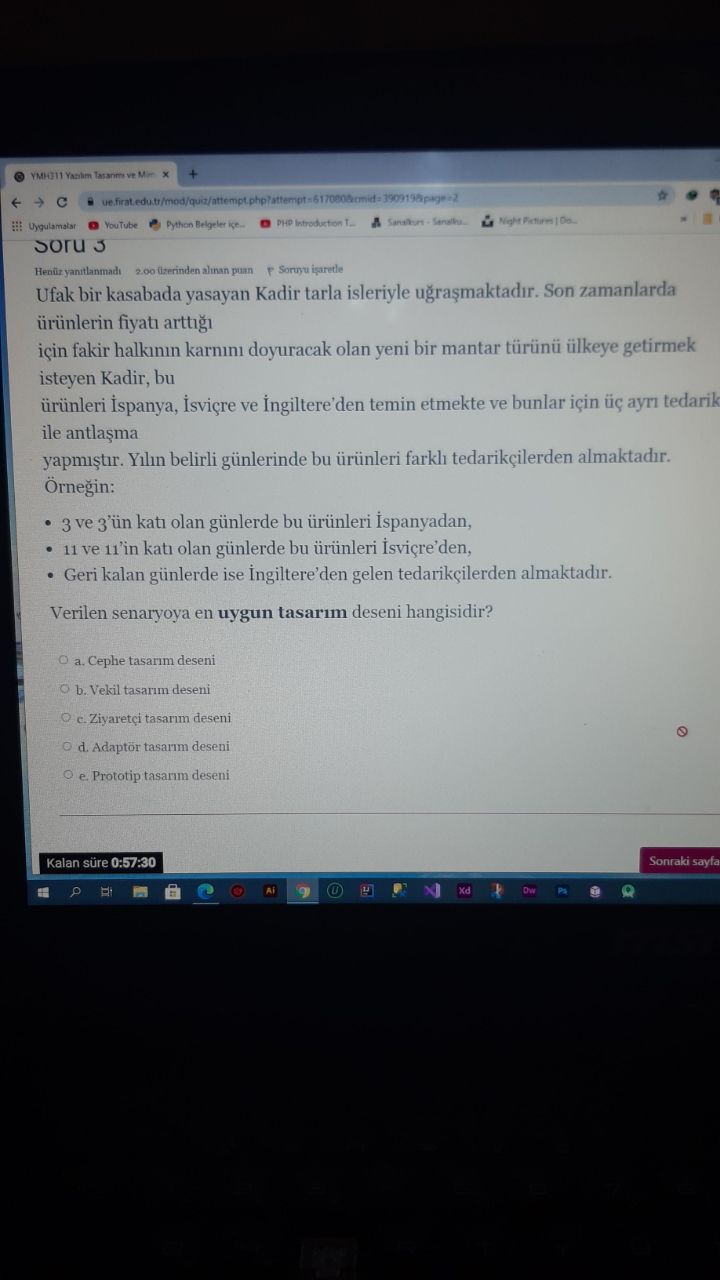 YMH311 Yazılım Tasarımı ve Mim
ue.firat.edu.tr/mod/quiz/attempt.php?attempt=617080&cmid=390919&page=2
Uygulamalar YouTube Python Belgeler içe... PHP Introduction T... Sanalkurs - Sanalku... Night Pictures | Do...
Soru 3
Henüz yanıtlanmadı 2.00 üzerinden alınan puan Soruyu işaretle
Ufak bir kasabada yasayan Kadir tarla isleriyle uğraşmaktadır. Son zamanlarda
ürünlerin fiyatı arttığı
için fakir halkının karnını doyuracak olan yeni bir mantar türünü ülkeye getirmek
isteyen Kadir, bu
ürünleri İspanya, İsviçre ve İngiltere'den temin etmekte ve bunlar için üç ayrı tedarik
ile antlaşma
yapmıştır. Yılın belirli günlerinde bu ürünleri farklı tedarikçilerden almaktadır.
Örneğin:
• 3 ve 3'ün katı olan günlerde bu ürünleri İspanyadan,
• 11 ve 11'in katı olan günlerde bu ürünleri İsviçre'den,
• Geri kalan günlerde ise İngiltere'den gelen tedarikçilerden almaktadır.
Verilen senaryoya en uygun tasarım deseni hangisidir?
a. Cephe tasarım deseni
b. Vekil tasarım deseni
c. Ziyaretçi tasarım deseni
d. Adaptör tasarım deseni
e. Prototip tasarım deseni
Kalan süre 0:57:30
Sonraki sayfa
Ai U IJ Xd Dw Ps